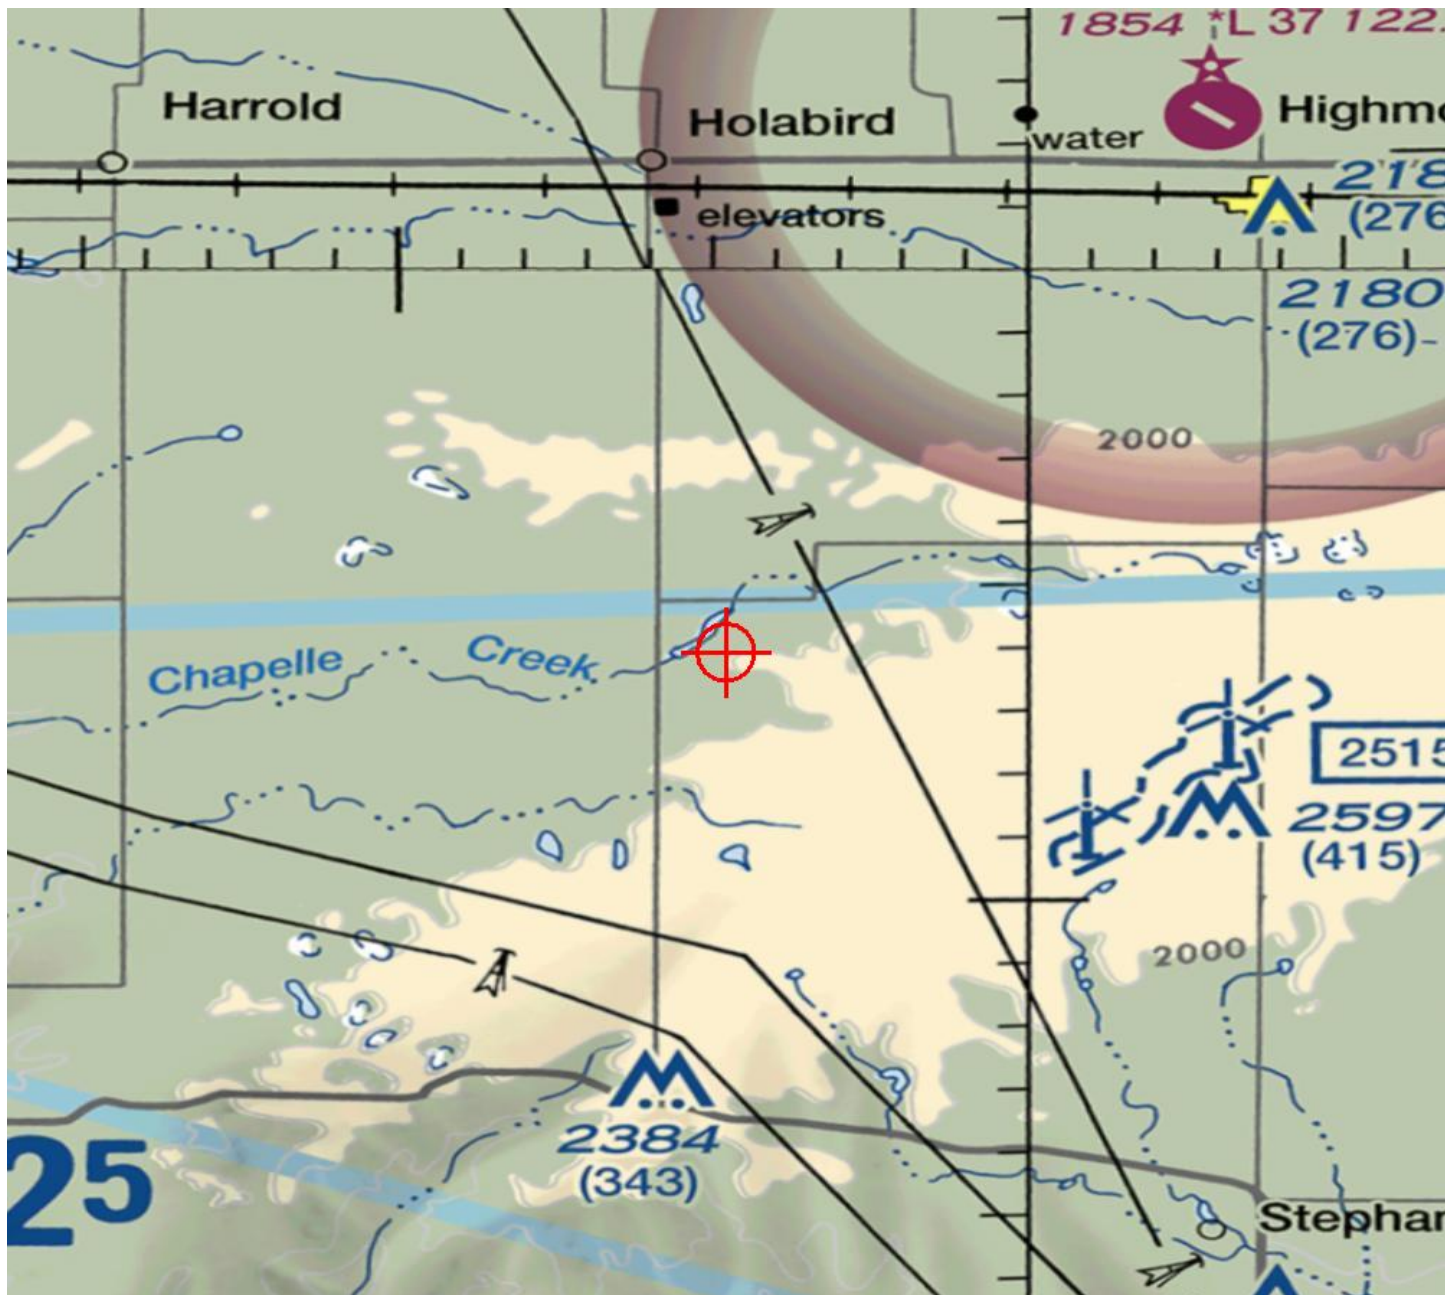 1854 *L 37 122.
Harrold
Holabird
Highm
water
elevators
218
(276
2180
(276)
2000
Chapelle Creek
2515
2597
(415)
2000
2384
(343)
25
Stephan